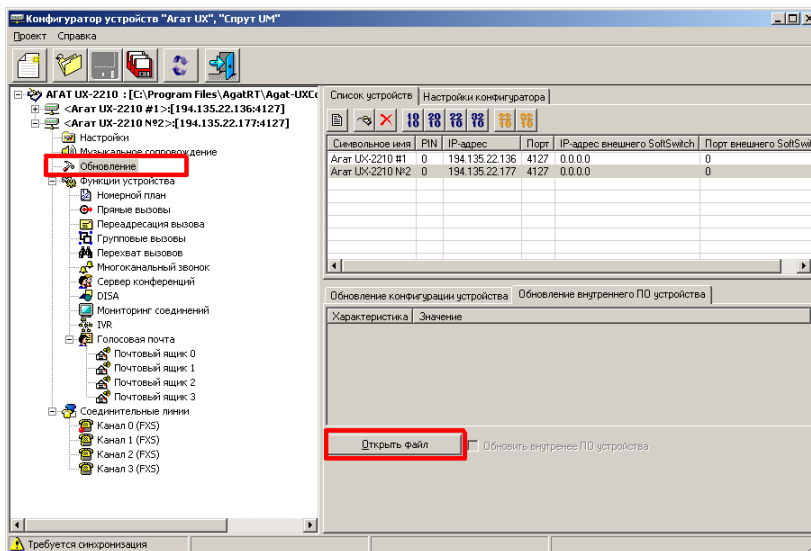 Конфигуратор устройств "Агат UX", "Спрут UM"
Проект Справка
АГАТ UX-2210 : [C:\Program Files\AgatRT\Agat-UXCo
<Агат UX-2210 #1>:[194.135.22.136:4127]
<Агат UX-2210 №2>:[194.135.22.177:4127]
Настройки
Музыкальное сопровождение
Обновление
Функции устройства
Номерной план
Прямые вызовы
Переадресация вызова
Групповые вызовы
Перехват вызовов
Многоканальный звонок
Сервер конференций
DISA
Мониторинг соединений
IVR
Голосовая почта
Почтовый ящик 0
Почтовый ящик 1
Почтовый ящик 2
Почтовый ящик 3
Соединительные линии
Канал 0 (FXS)
Канал 1 (FXS)
Канал 2 (FXS)
Канал 3 (FXS)
Список устройств Настройки конфигуратора
Символьное имя PIN IP-адрес Порт IP-адрес внешнего SoftSwitch Порт внешнего SoftSwi
Агат UX-2210 #1 0 194.135.22.136 4127 0.0.0.0 0
Агат UX-2210 №2 0 194.135.22.177 4127 0.0.0.0 0
Обновление конфигурации устройства Обновление внутреннего ПО устройства
Характеристика Значение
Открыть файл Обновить внутренее ПО устройства
Требуется синхронизация